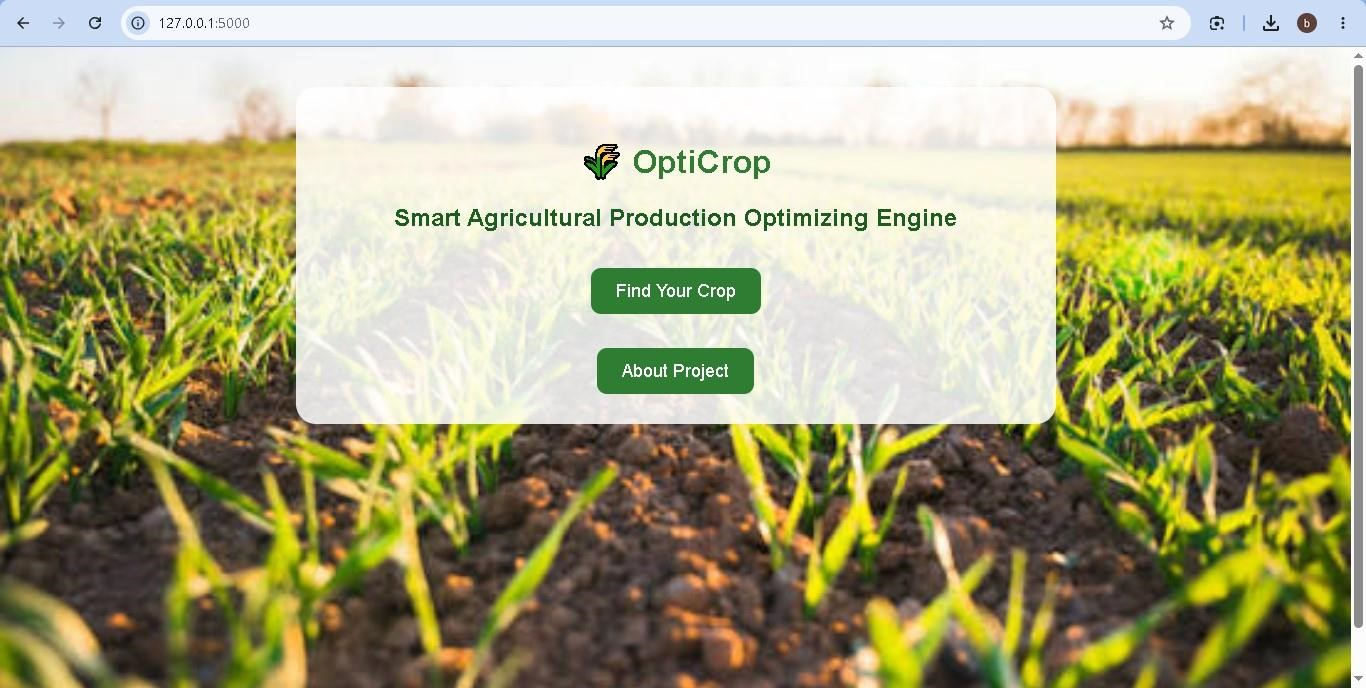 127.0.0.1:5000
b
OptiCrop
Smart Agricultural Production Optimizing Engine
Find Your Crop
About Project